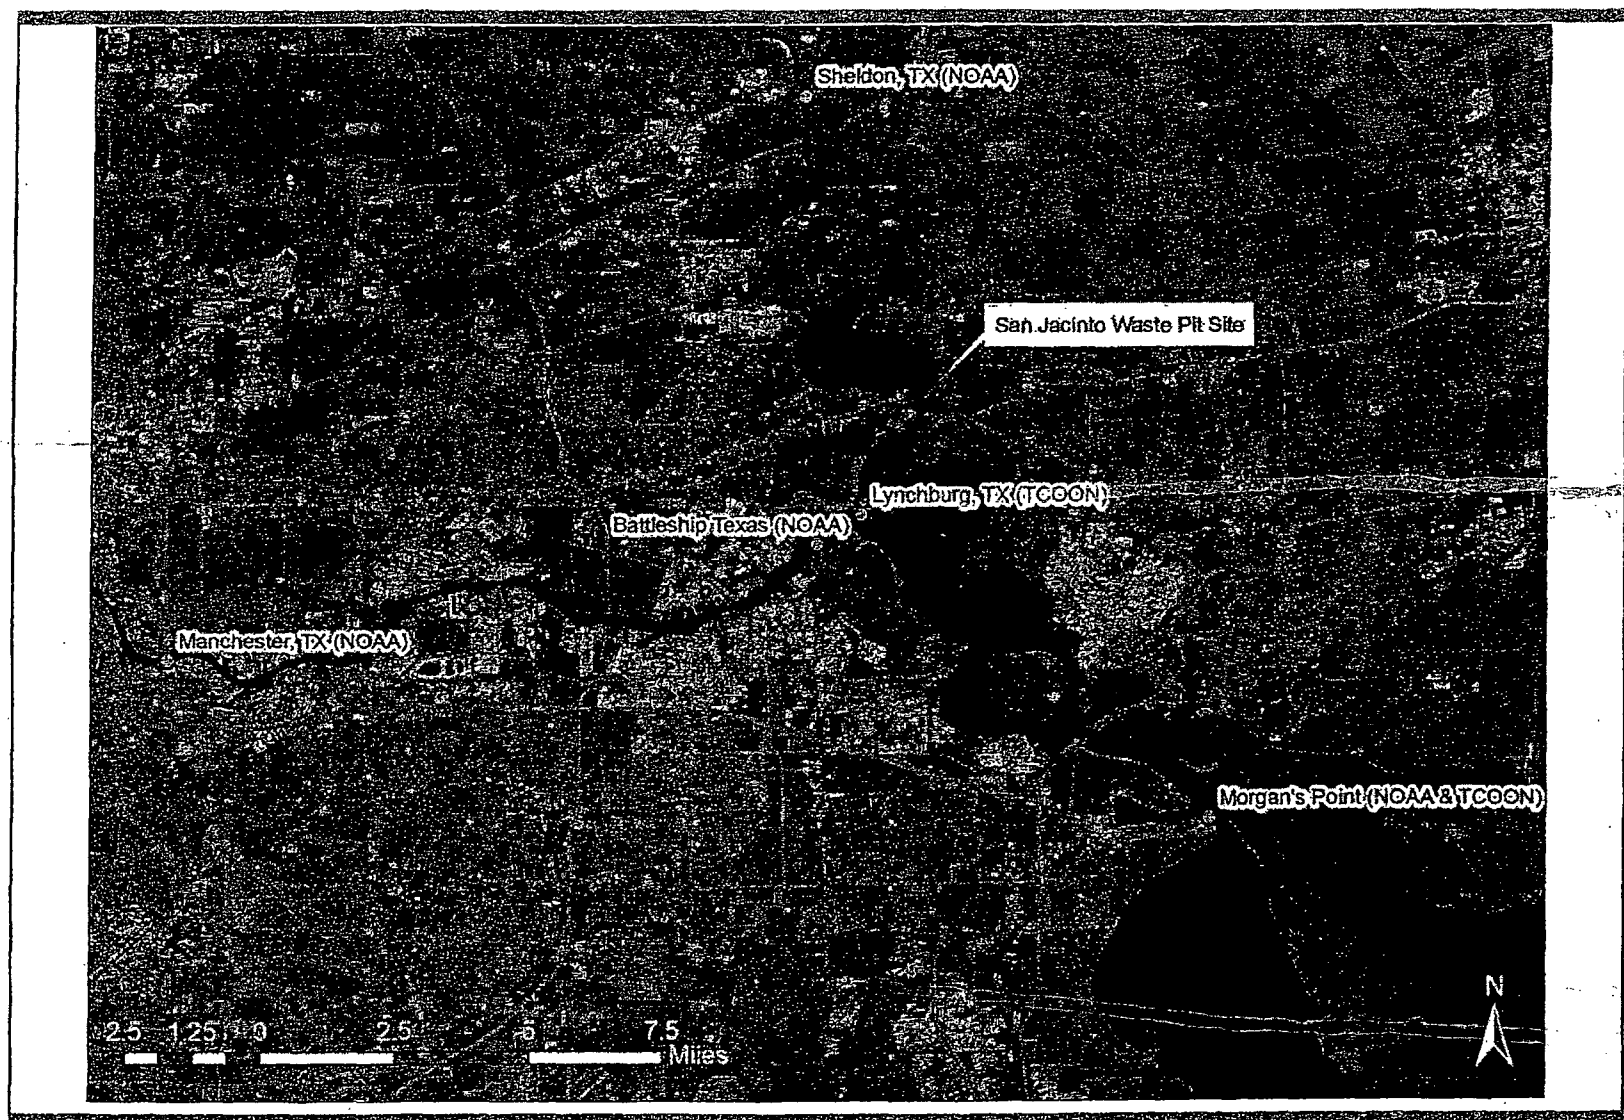 Sheldon, TX (NOAA)
San Jacinto Waste Pit Site
Lynchburg, TX (TCOON)
Battleship Texas (NOAA)
Manchester, TX (NOAA)
Morgan's Point (NOAA & TCOON)
N
2.5 1.25 0 2.5 5 7.5
Miles